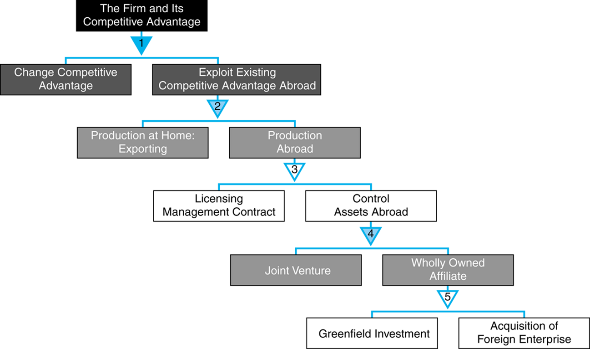 The Firm and Its
Competitive Advantage
1
Change Competitive
Advantage
Exploit Existing
Competitive Advantage Abroad
2
Production at Home:
Exporting
Production
Abroad
3
Licensing
Management Contract
Control
Assets Abroad
4
Joint Venture
Wholly Owned
Affiliate
5
Greenfield Investment
Acquisition of
Foreign Enterprise